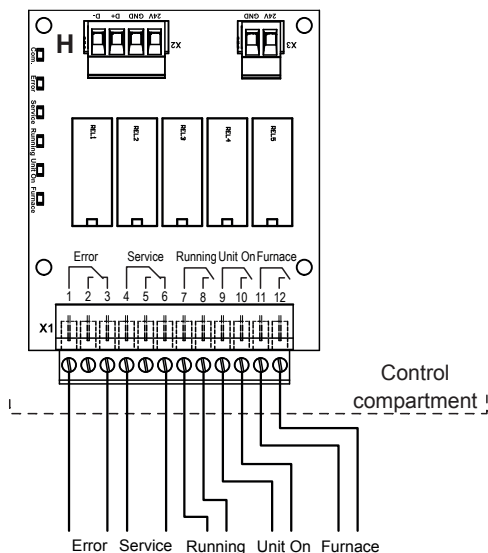 D- D+ GND 24V
X2
GND 24V
X3
H
Com.
Error
Service
Running
Unit On
Furnace
REL1 REL2 REL3 REL4 REL5
Error Service Running Unit On Furnace
1 2 3 4 5 6 7 8 9 10 11 12
X1
Control
compartment
Error Service Running Unit On Furnace